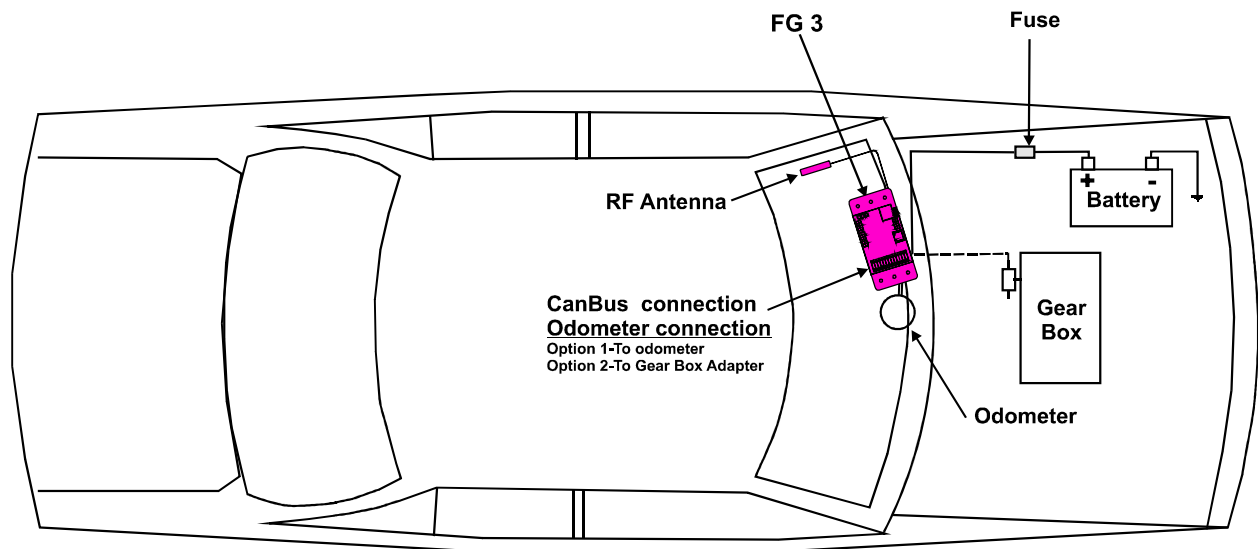 FG 3
Fuse
RF Antenna
+ -
Battery
CanBus connection
Odometer connection
Option 1-To odometer
Option 2-To Gear Box Adapter
Gear
Box
Odometer